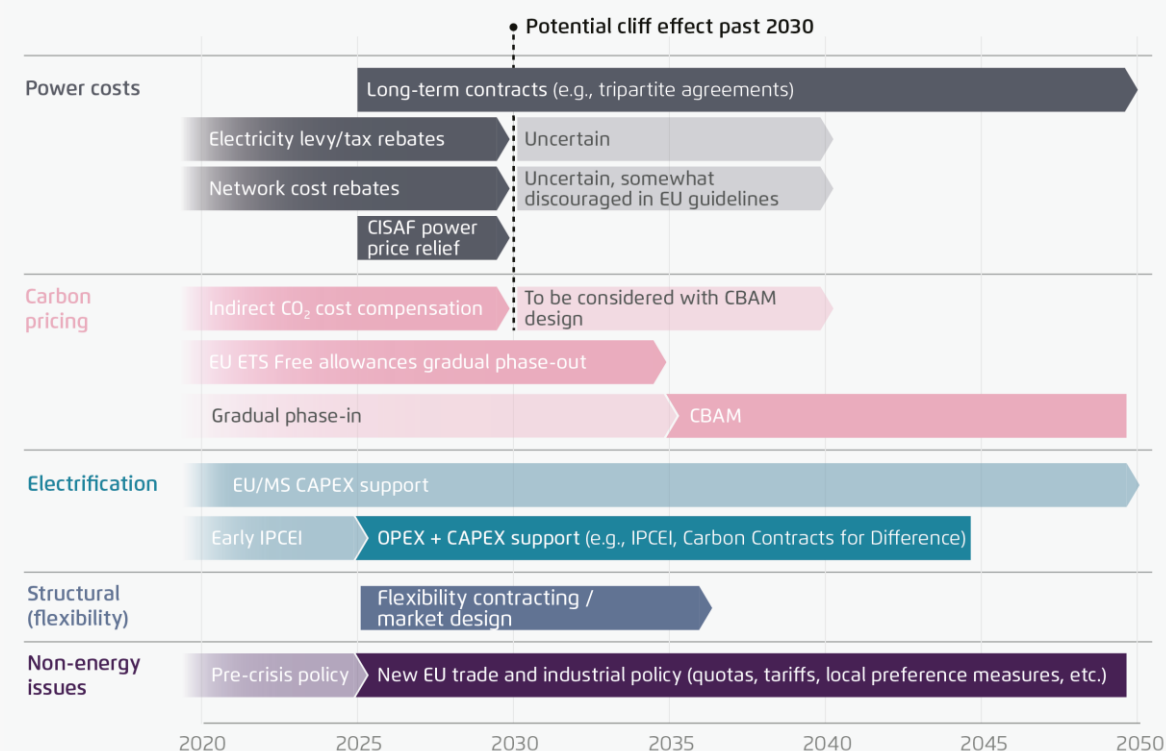 Potential cliff effect past 2030
Power costs
Long-term contracts (e.g., tripartite agreements)
Electricity levy/tax rebates
Uncertain
Network cost rebates
Uncertain, somewhat
discouraged in EU guidelines
CISAF power
price relief
Carbon
pricing
Indirect CO₂ cost compensation
To be considered with CBAM
design
EU ETS Free allowances gradual phase-out
Gradual phase-in
CBAM
Electrification
EU/MS CAPEX support
Early IPCEI
OPEX + CAPEX support (e.g., IPCEI, Carbon Contracts for Difference)
Structural
(flexibility)
Flexibility contracting /
market design
Non-energy
issues
Pre-crisis policy
New EU trade and industrial policy (quotas, tariffs, local preference measures, etc.)
2020 2025 2030 2035 2040 2045 2050